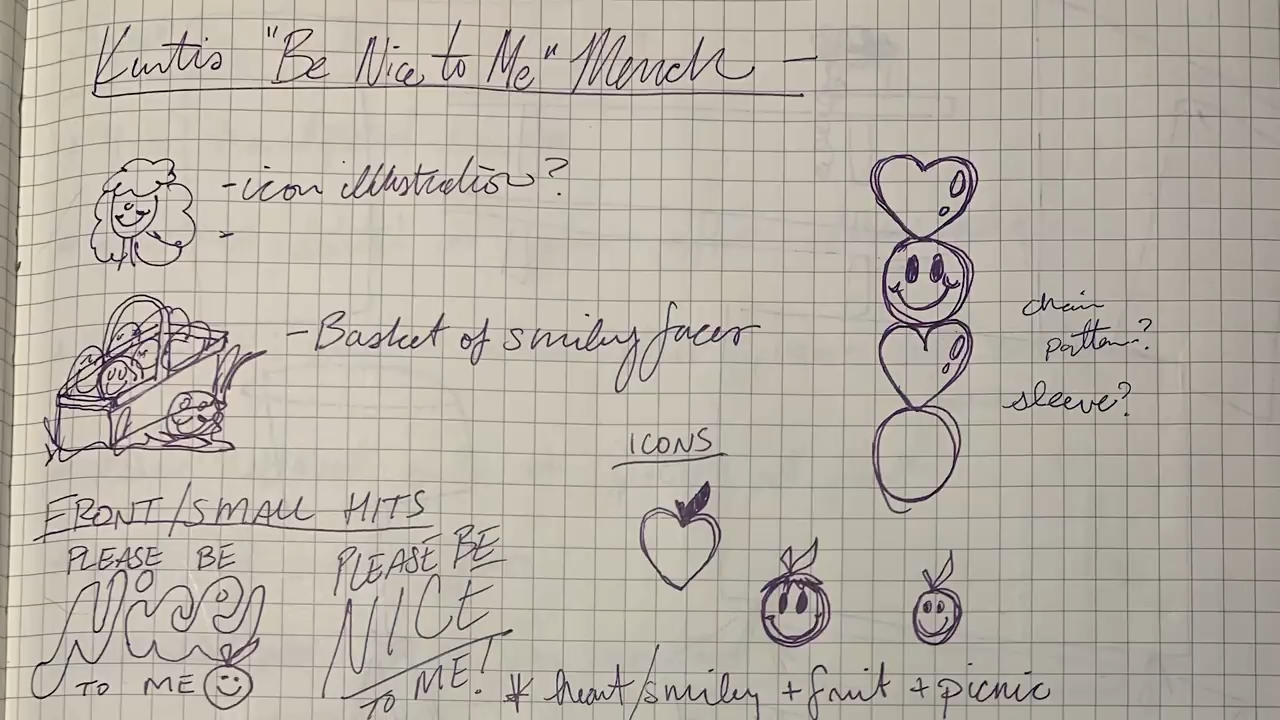 Kurtis "Be Nice to Me" Merch -
- icon illustration?
-
- Basket of smiley faces
chain
pattern?
sleeve?
ICONS
FRONT/SMALL HITS
PLEASE BE
Nice
TO ME
PLEASE BE
NICE
TO ME!
* heart/smiley + fruit + picnic